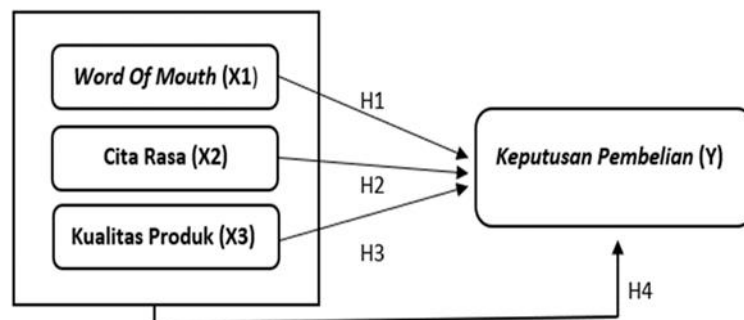 Word Of Mouth (X1)
H1
Cita Rasa (X2)
Keputusan Pembelian (Y)
H2
Kualitas Produk (X3)
H3
H4